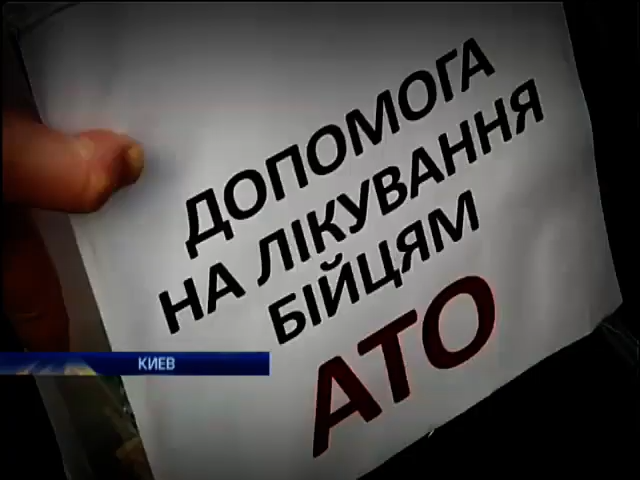 ДОПОМОГА
НА ЛІКУВАННЯ
БІЙЦЯМ
АТО
КИЕВ